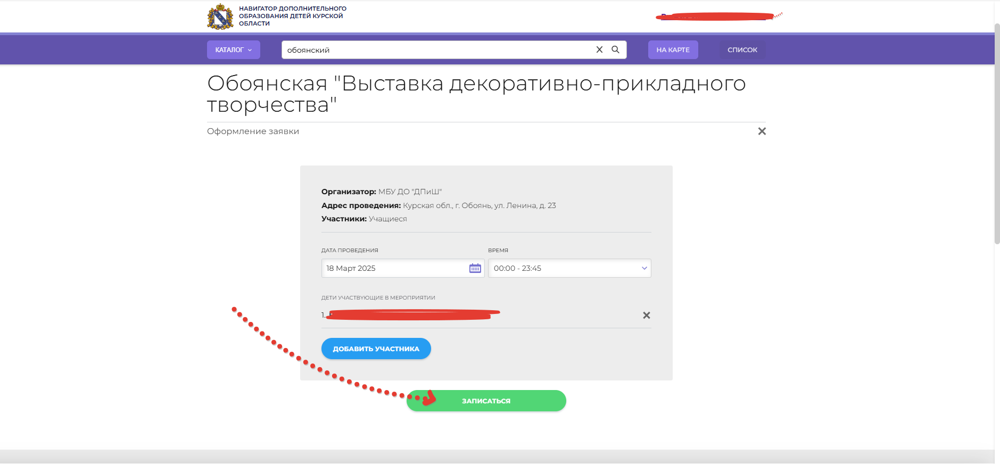 НАВИГАТОР ДОПОЛНИТЕЛЬНОГО
ОБРАЗОВАНИЯ ДЕТЕЙ КУРСКОЙ
ОБЛАСТИ
КАТАЛОГ
обоянский
НА КАРТЕ
СПИСОК
Обоянская "Выставка декоративно-прикладного
творчества"
Оформление заявки
Организатор: МБУ ДО "ДПиШ"
Адрес проведения: Курская обл., г. Обоянь, ул. Ленина, д. 23
Участники: Учащиеся
ДАТА ПРОВЕДЕНИЯ
ВРЕМЯ
18 Март 2025
00:00 - 23:45
ДЕТИ УЧАСТВУЮЩИЕ В МЕРОПРИЯТИИ
1.
ДОБАВИТЬ УЧАСТНИКА
ЗАПИСАТЬСЯ